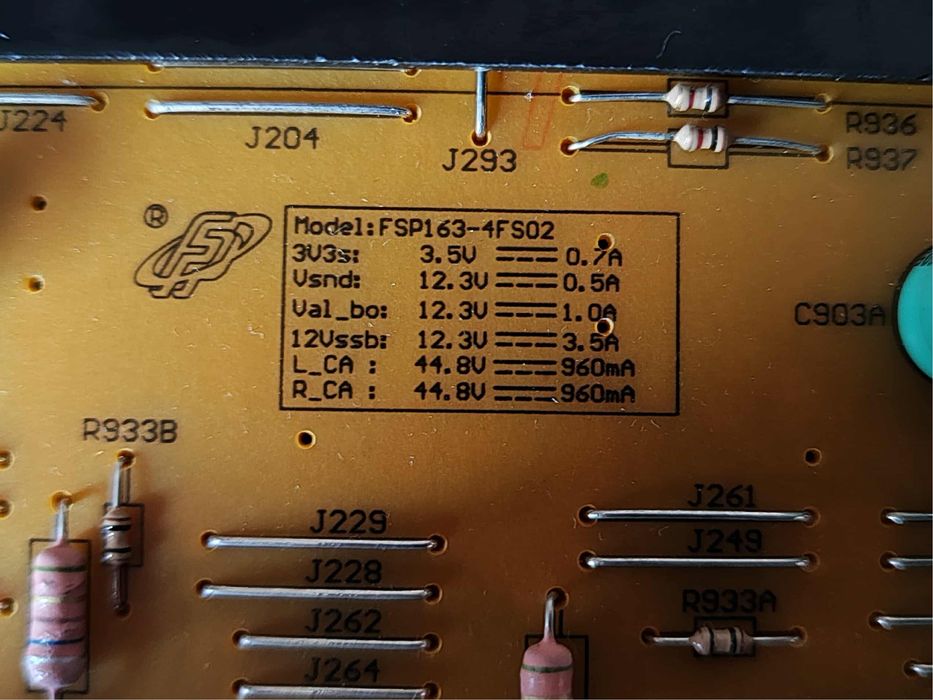 J224
J204
J293
R936
R937
®
Model:FSP163-4FS02
3V3s: 3.5V 0.7A
Vsnd: 12.3V 0.5A
Val_bo: 12.3V 1.0A
12Vssb: 12.3V 3.5A
L_CA : 44.8V 960mA
R_CA : 44.8V 960mA
C903A
R933B
J229
J261
J228
J249
J262
R933A
J264